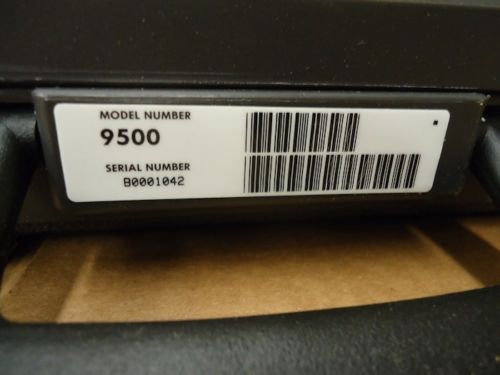 MODEL NUMBER
9500
SERIAL NUMBER
B0001042